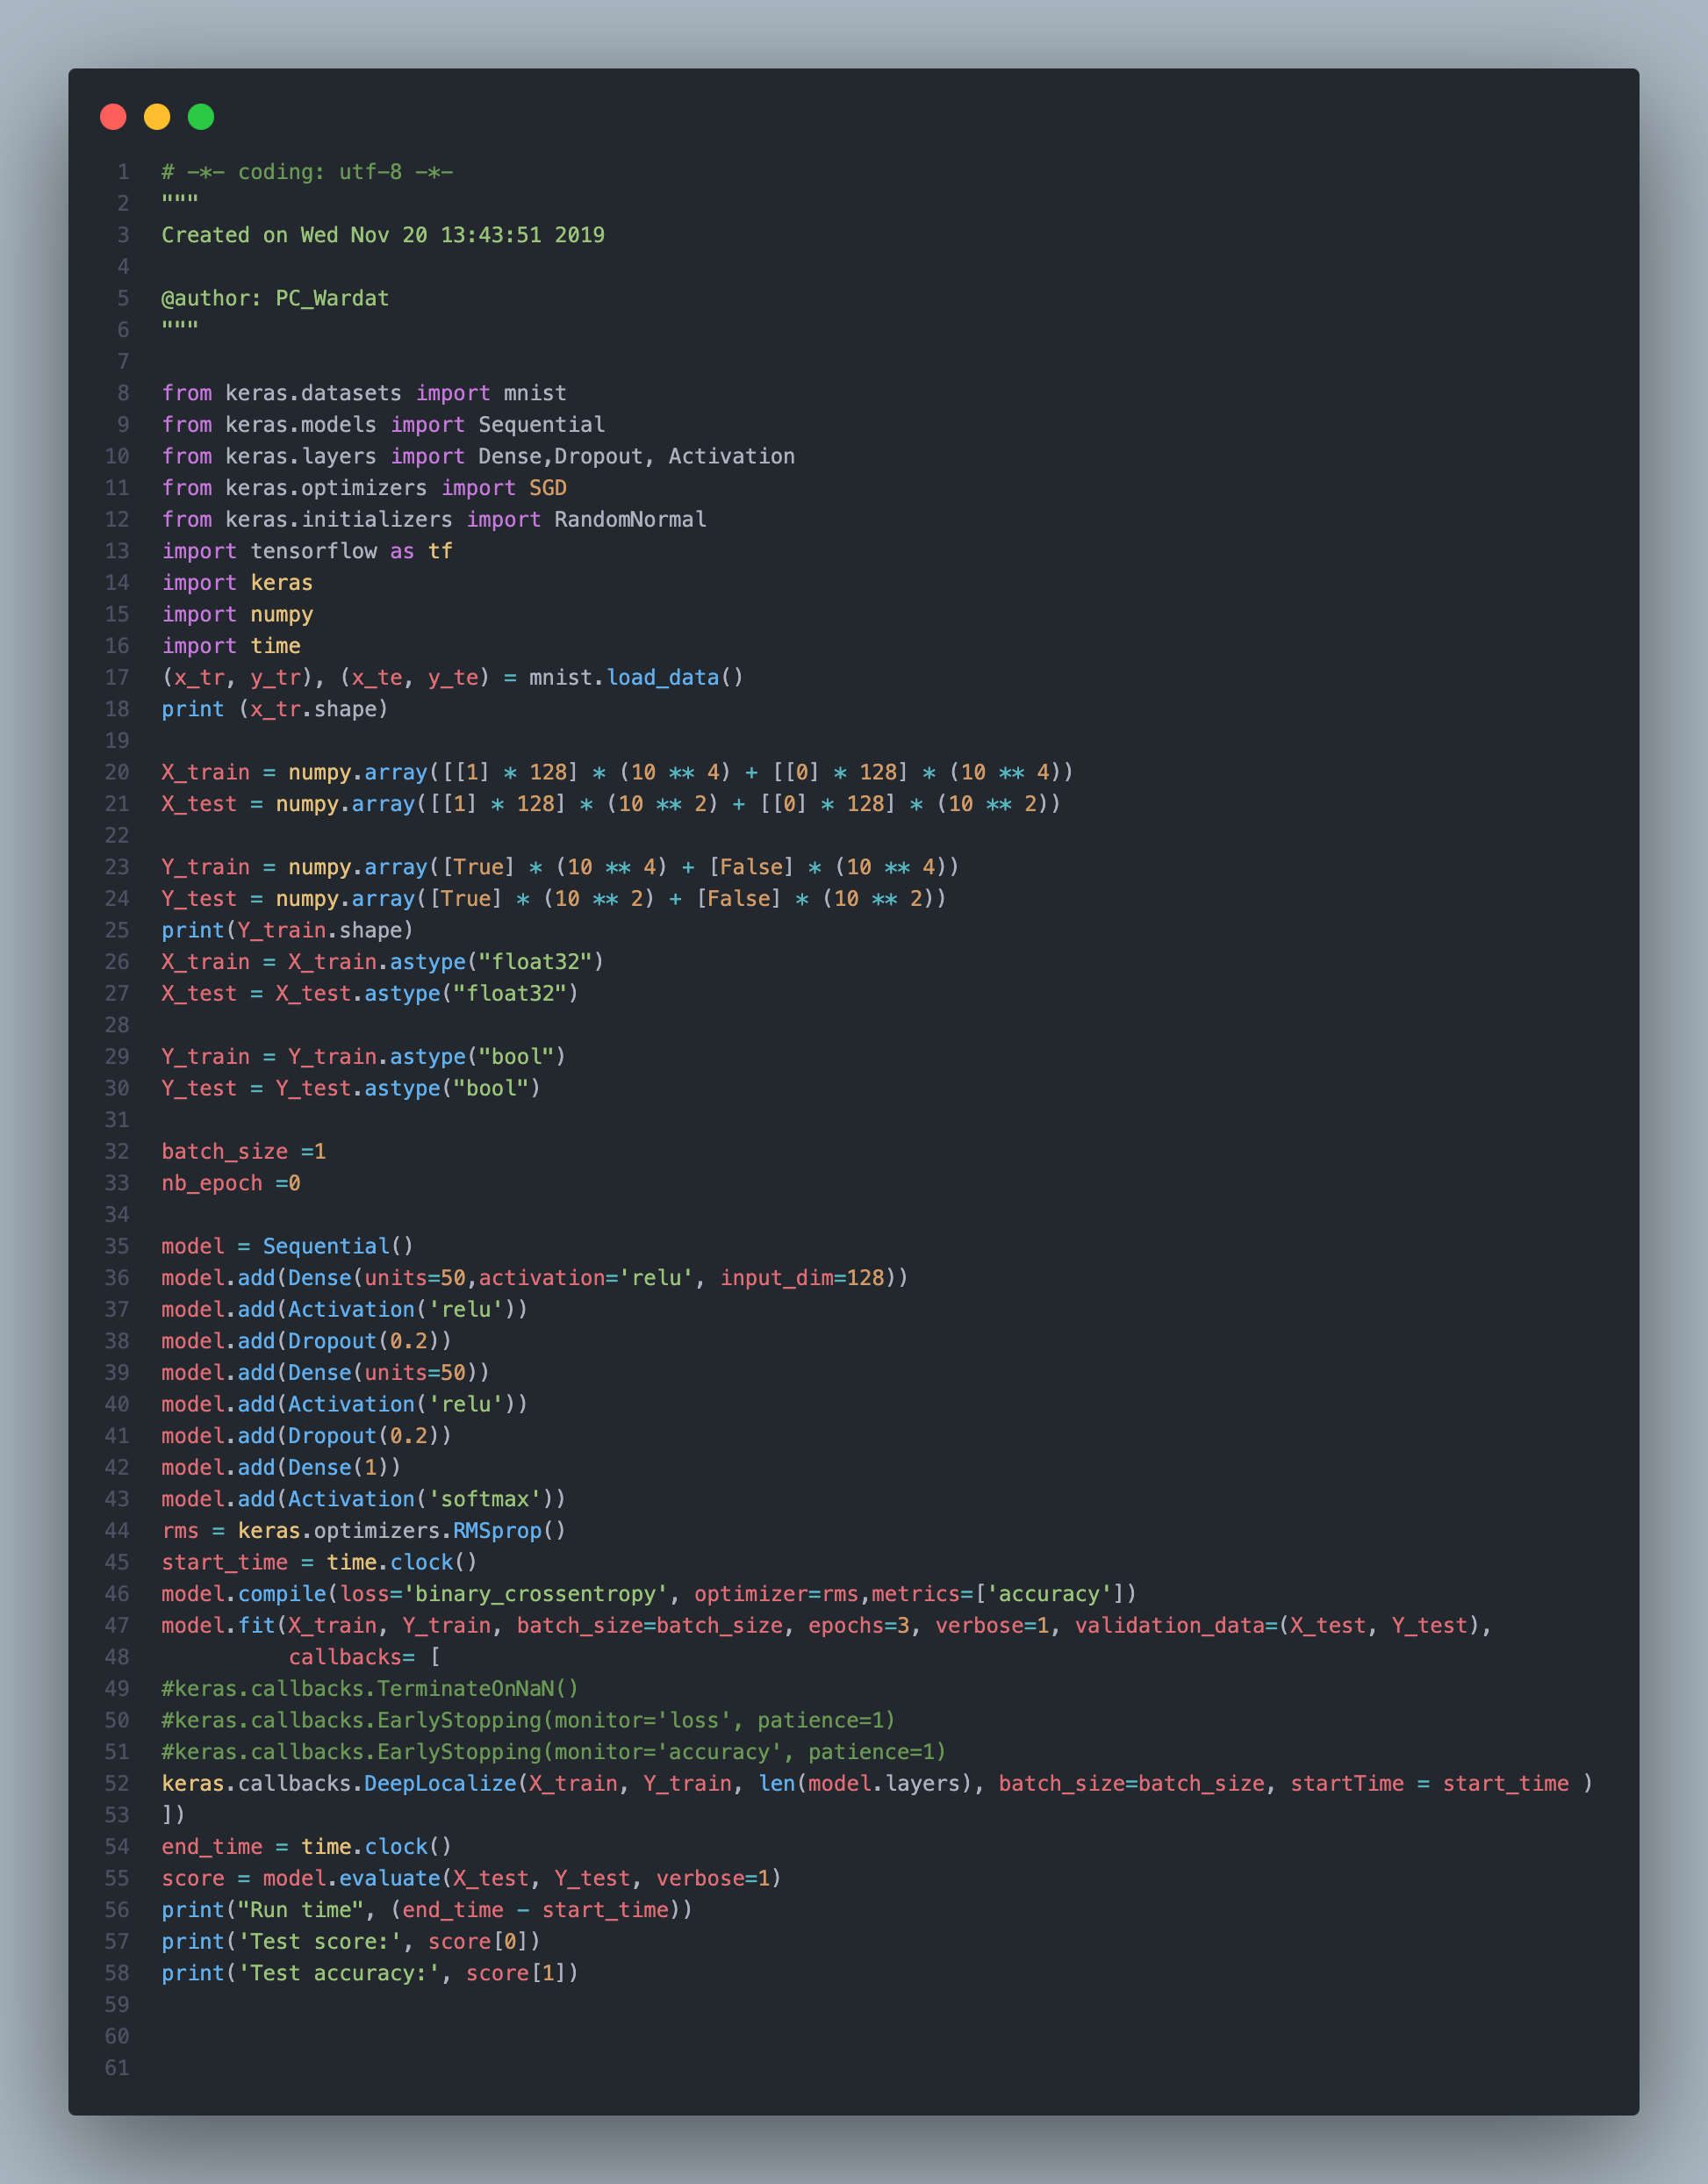 1 # -*- coding: utf-8 -*-
2 """
3 Created on Wed Nov 20 13:43:51 2019
4
5 @author: PC_Wardat
6 """
7
8 from keras.datasets import mnist
9 from keras.models import Sequential
10 from keras.layers import Dense,Dropout, Activation
11 from keras.optimizers import SGD
12 from keras.initializers import RandomNormal
13 import tensorflow as tf
14 import keras
15 import numpy
16 import time
17 (x_tr, y_tr), (x_te, y_te) = mnist.load_data()
18 print (x_tr.shape)
19
20 X_train = numpy.array([[1] * 128] * (10 ** 4) + [[0] * 128] * (10 ** 4))
21 X_test = numpy.array([[1] * 128] * (10 ** 2) + [[0] * 128] * (10 ** 2))
22
23 Y_train = numpy.array([True] * (10 ** 4) + [False] * (10 ** 4))
24 Y_test = numpy.array([True] * (10 ** 2) + [False] * (10 ** 2))
25 print(Y_train.shape)
26 X_train = X_train.astype("float32")
27 X_test = X_test.astype("float32")
28
29 Y_train = Y_train.astype("bool")
30 Y_test = Y_test.astype("bool")
31
32 batch_size =1
33 nb_epoch =0
34
35 model = Sequential()
36 model.add(Dense(units=50,activation='relu', input_dim=128))
37 model.add(Activation('relu'))
38 model.add(Dropout(0.2))
39 model.add(Dense(units=50))
40 model.add(Activation('relu'))
41 model.add(Dropout(0.2))
42 model.add(Dense(1))
43 model.add(Activation('softmax'))
44 rms = keras.optimizers.RMSprop()
45 start_time = time.clock()
46 model.compile(loss='binary_crossentropy', optimizer=rms,metrics=['accuracy'])
47 model.fit(X_train, Y_train, batch_size=batch_size, epochs=3, verbose=1, validation_data=(X_test, Y_test),
48           callbacks= [
49 #keras.callbacks.TerminateOnNaN()
50 #keras.callbacks.EarlyStopping(monitor='loss', patience=1)
51 #keras.callbacks.EarlyStopping(monitor='accuracy', patience=1)
52 keras.callbacks.DeepLocalize(X_train, Y_train, len(model.layers), batch_size=batch_size, startTime = start_time )
53 ])
54 end_time = time.clock()
55 score = model.evaluate(X_test, Y_test, verbose=1)
56 print("Run time", (end_time - start_time))
57 print('Test score:', score[0])
58 print('Test accuracy:', score[1])
59
60
61